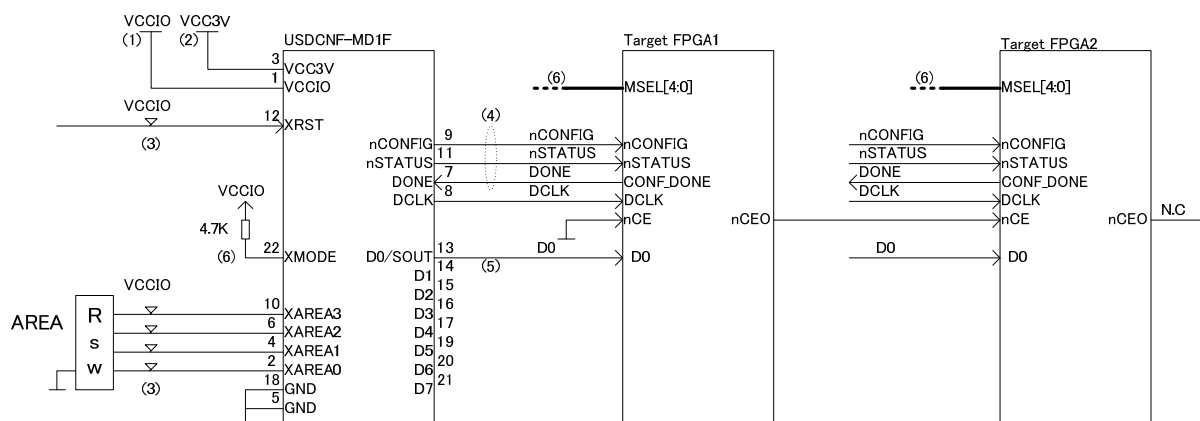 VCCIO VCC3V
(1) (2)
USDCNF-MD1F
Target FPGA1
Target FPGA2
3 VCC3V
1 VCCIO
VCCIO
12 XRST
(3)
nCONFIG 9
nSTATUS 11
DONE 7
DCLK 8
(4)
nCONFIG
nSTATUS
DONE
DCLK
(6)
MSEL[4:0]
nCONFIG
nSTATUS
CONF_DONE
DCLK
nCE
nCEO
(6)
MSEL[4:0]
nCONFIG
nSTATUS
DONE
DCLK
nCONFIG
nSTATUS
CONF_DONE
DCLK
nCE
nCEO
N.C
VCCIO
4.7K
(6)
22 XMODE
D0/SOUT 13
(5)
D0
D0
D0
D0
D1 14
D2 15
D3 16
D4 17
D5 19
D6 20
D7 21
VCCIO
AREA
R
s
w
10 XAREA3
6 XAREA2
4 XAREA1
2 XAREA0
(3)
18 GND
5 GND